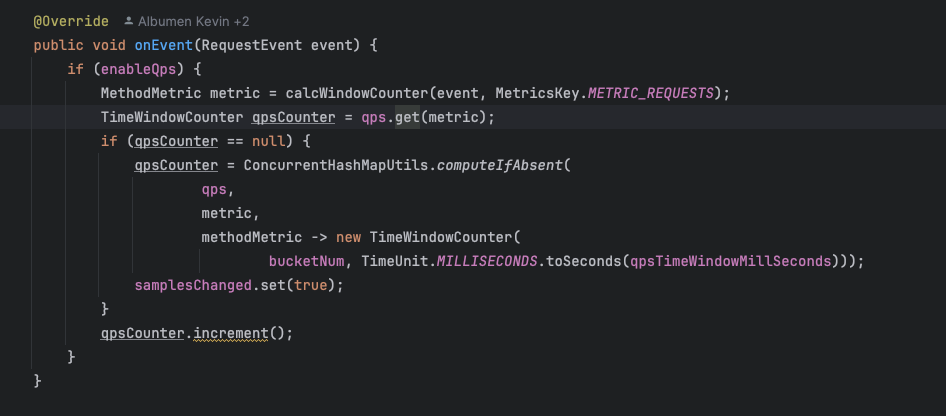 @Override Albumen Kevin +2
public void onEvent(RequestEvent event) {
    if (enableQps) {
        MethodMetric metric = calcWindowCounter(event, MetricsKey.METRIC_REQUESTS);
        TimeWindowCounter qpsCounter = qps.get(metric);
        if (qpsCounter == null) {
            qpsCounter = ConcurrentHashMapUtils.computeIfAbsent(
                    qps,
                    metric,
                    methodMetric -> new TimeWindowCounter(
                            bucketNum, TimeUnit.MILLISECONDS.toSeconds(qpsTimeWindowMillSeconds)));
            samplesChanged.set(true);
        }
        qpsCounter.increment();
    }
}